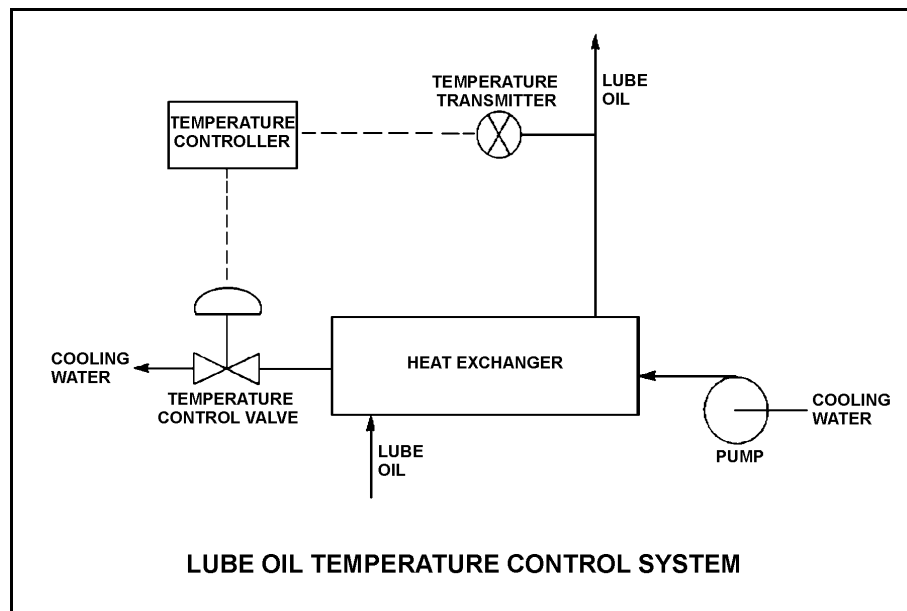 TEMPERATURE
TRANSMITTER
LUBE
OIL
TEMPERATURE
CONTROLLER
COOLING
WATER
HEAT EXCHANGER
TEMPERATURE
CONTROL VALVE
COOLING
WATER
LUBE
OIL
PUMP
LUBE OIL TEMPERATURE CONTROL SYSTEM